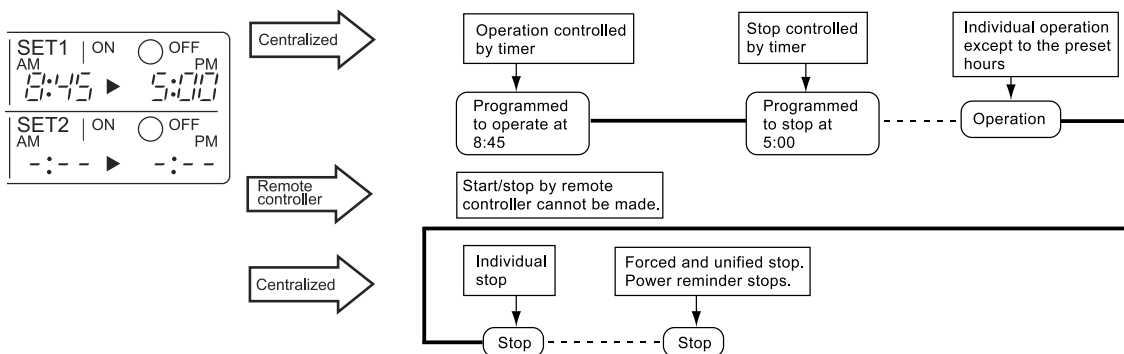 SET1 ON OFF
AM PM
8:45 ▶ 5:00
SET2 ON OFF
AM PM
-:-- ▶ -:--
Centralized
Operation controlled
by timer
Stop controlled
by timer
Individual operation
except to the preset
hours
Programmed
to operate at
8:45
Programmed
to stop at
5:00
Operation
Remote
controller
Start/stop by remote
controller cannot be made.
Centralized
Individual
stop
Forced and unified stop.
Power reminder stops.
Stop
Stop